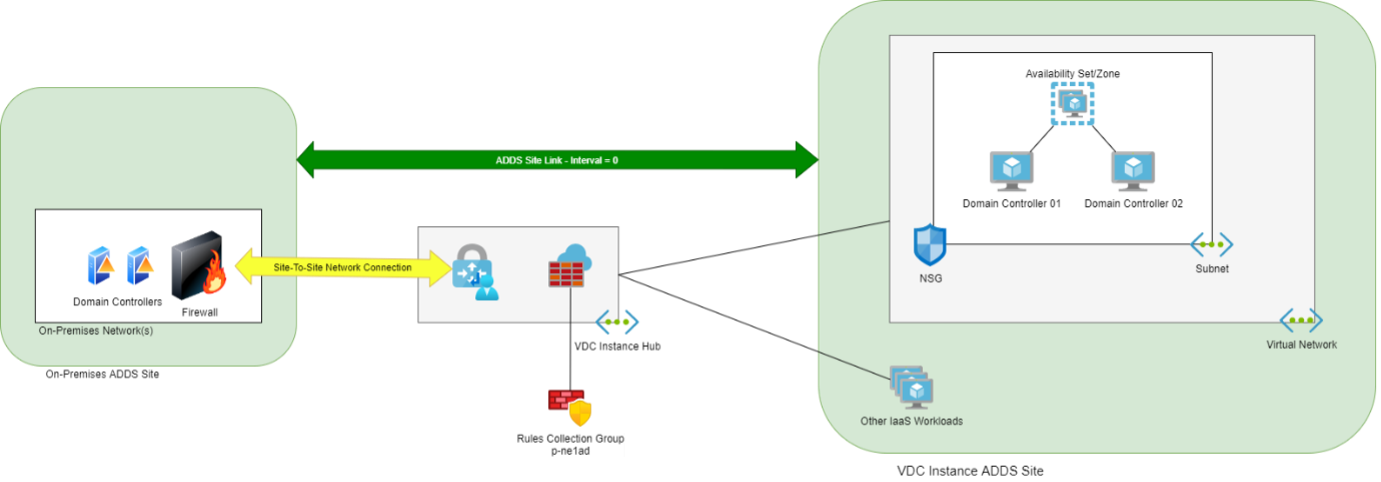 Availability Set/Zone
ADDS Site Link - Interval = 0
Domain Controller 01
Domain Controller 02
Site-To-Site Network Connection
NSG
Subnet
Domain Controllers
Firewall
On-Premises Network(s)
VDC Instance Hub
Virtual Network
On-Premises ADDS Site
Other IaaS Workloads
Rules Collection Group
p-ne1ad
VDC Instance ADDS Site